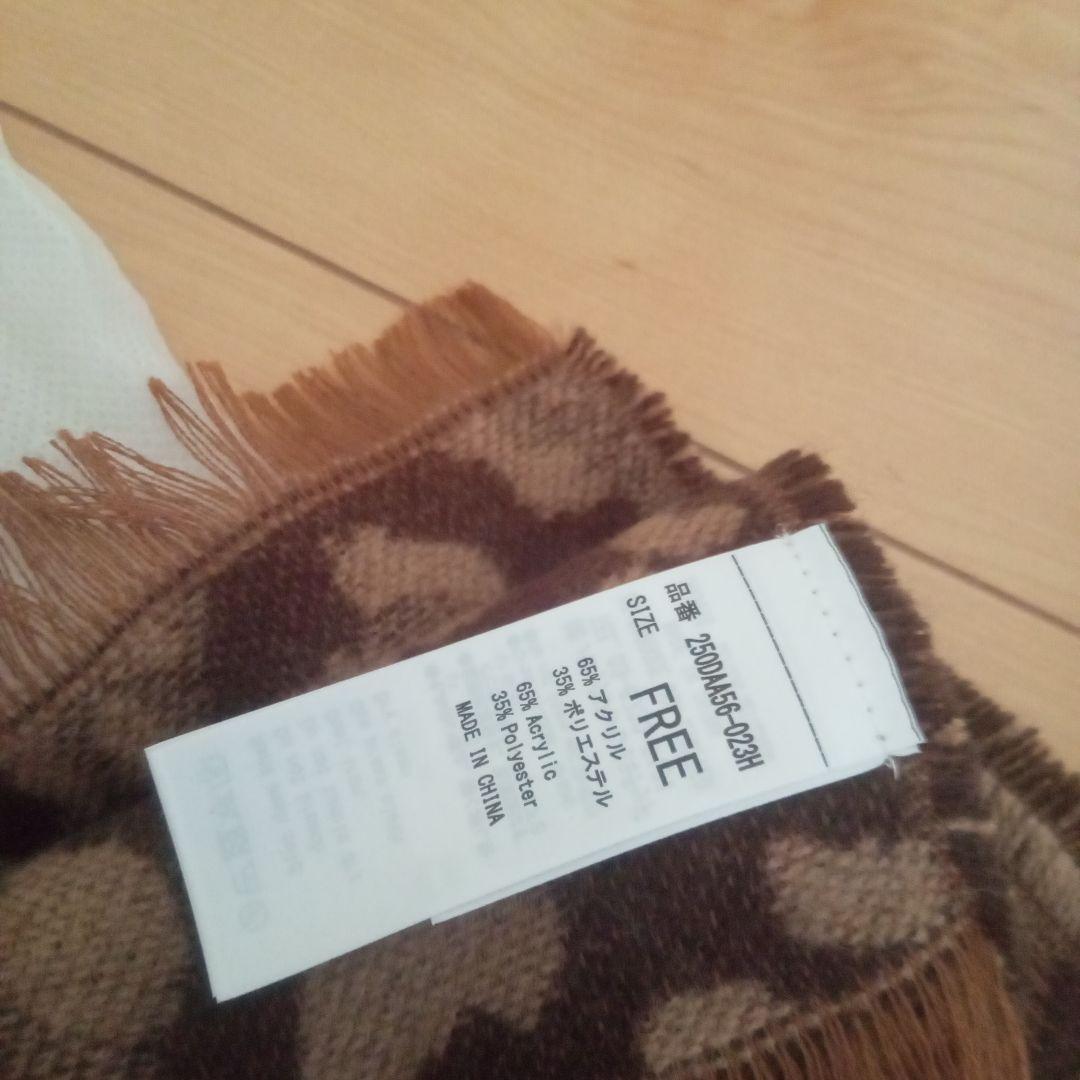 品番 250DAA56-023H
SIZE FREE
65% アクリル
35% ポリエステル
65% Acrylic
35% Polyester
MADE IN CHINA